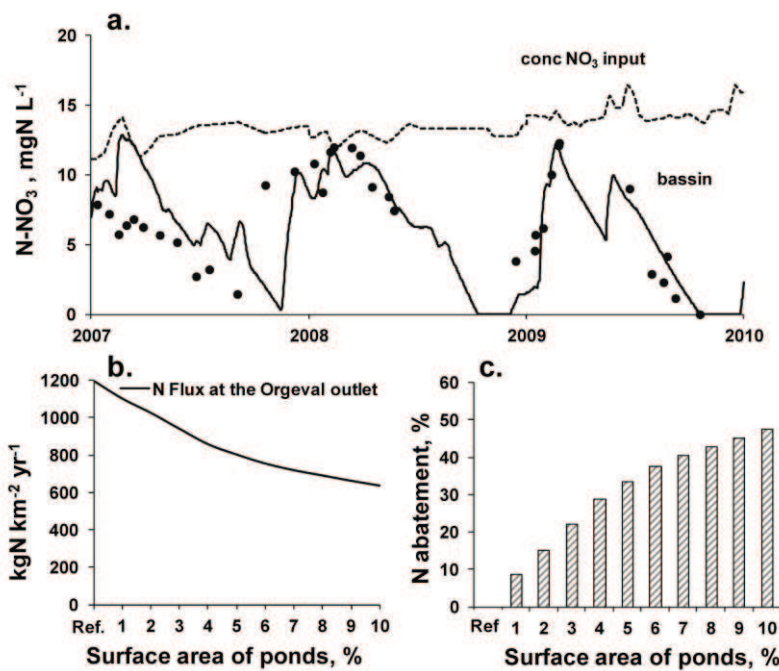 a.
20
15
10
5
0
N-NO3 , mgN L-1
conc NO3 input
bassin
2007 2008 2009 2010
b.
1200
1000
800
600
400
200
0
kgN km-2 yr-1
N Flux at the Orgeval outlet
Ref. 1 2 3 4 5 6 7 8 9 10
Surface area of ponds, %
c.
60
50
40
30
20
10
0
N abatement, %
Ref 1 2 3 4 5 6 7 8 9 10
Surface area of ponds, %